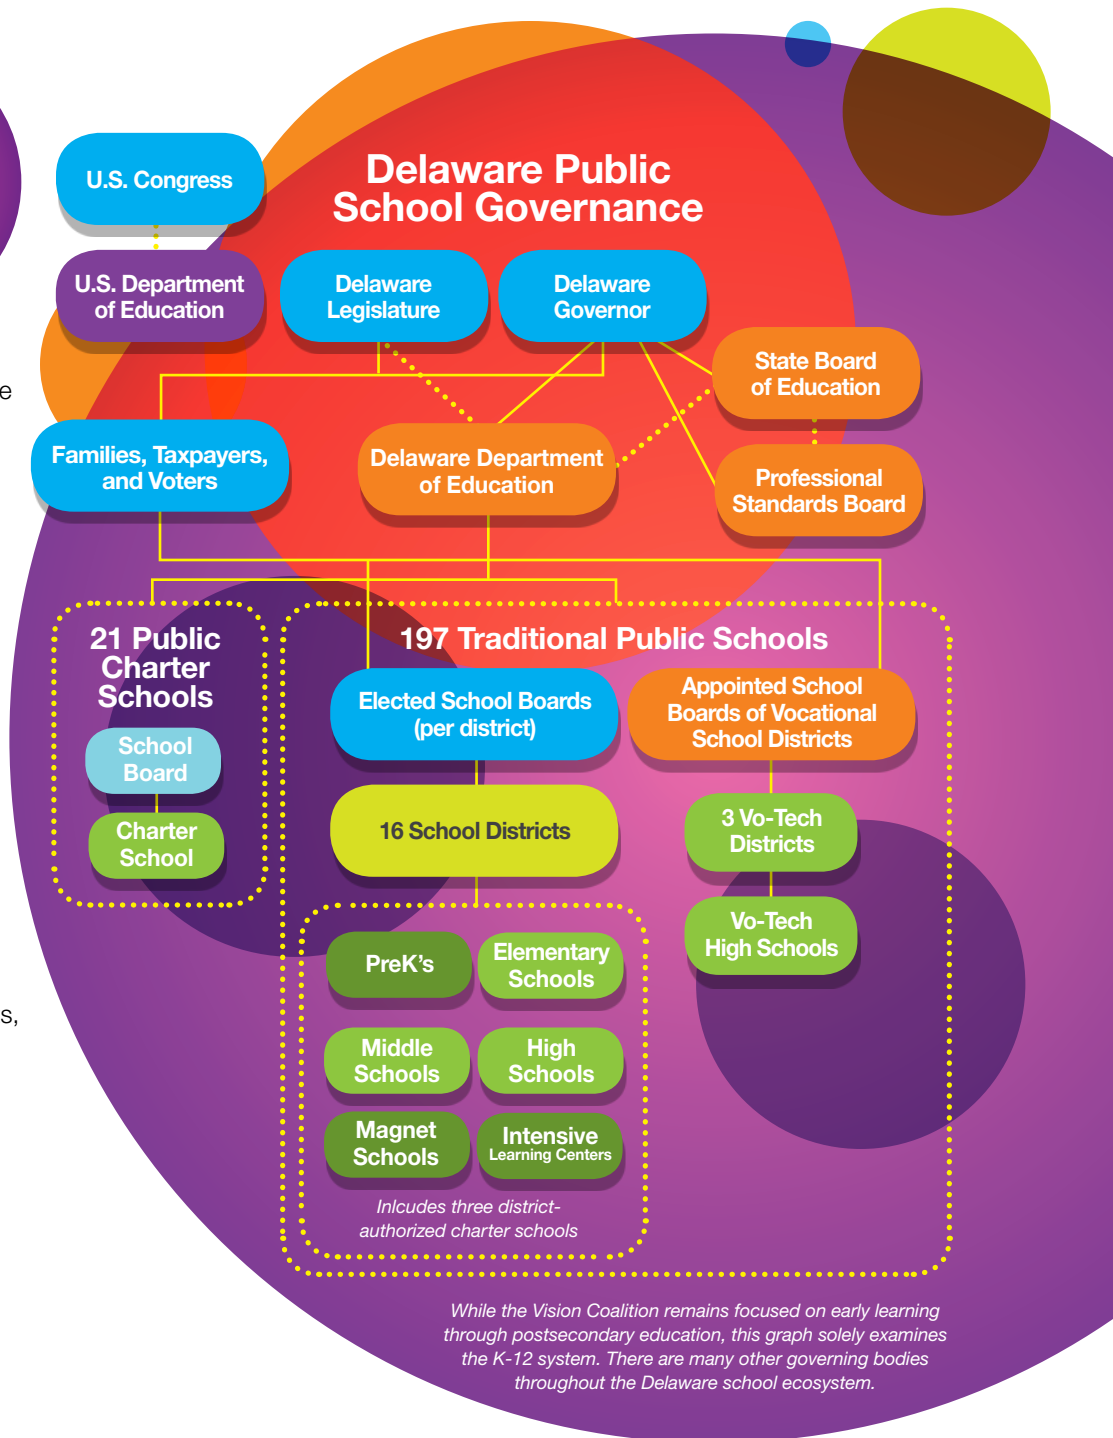 Delaware Public
School Governance
U.S. Congress
U.S. Department
of Education
Delaware
Legislature
Delaware
Governor
State Board
of Education
e
Families, Taxpayers,
and Voters
Delaware Department
of Education
Professional
Standards Board
21 Public
Charter
Schools
School
Board
Charter
School
197 Traditional Public Schools
Elected School Boards
(per district)
Appointed School
Boards of Vocational
School Districts
16 School Districts
3 Vo-Tech
Districts
Vo-Tech
High Schools
PreK's
Elementary
Schools
s,
Middle
Schools
High
Schools
Magnet
Schools
Intensive
Learning Centers
Inlcudes three district-
authorized charter schools
While the Vision Coalition remains focused on early learning
through postsecondary education, this graph solely examines
the K-12 system. There are many other governing bodies
throughout the Delaware school ecosystem.